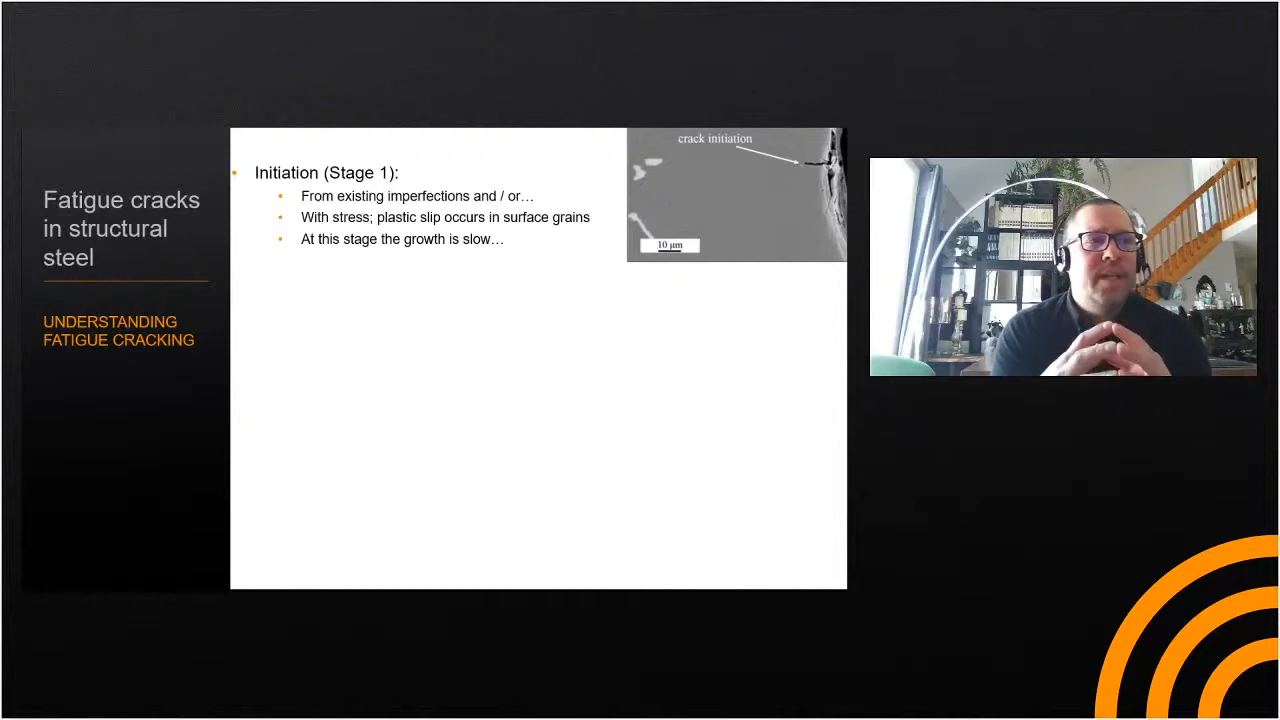 Fatigue cracks
in structural
steel
UNDERSTANDING
FATIGUE CRACKING
• Initiation (Stage 1):
• From existing imperfections and / or…
• With stress; plastic slip occurs in surface grains
• At this stage the growth is slow…
crack initiation
10 μm